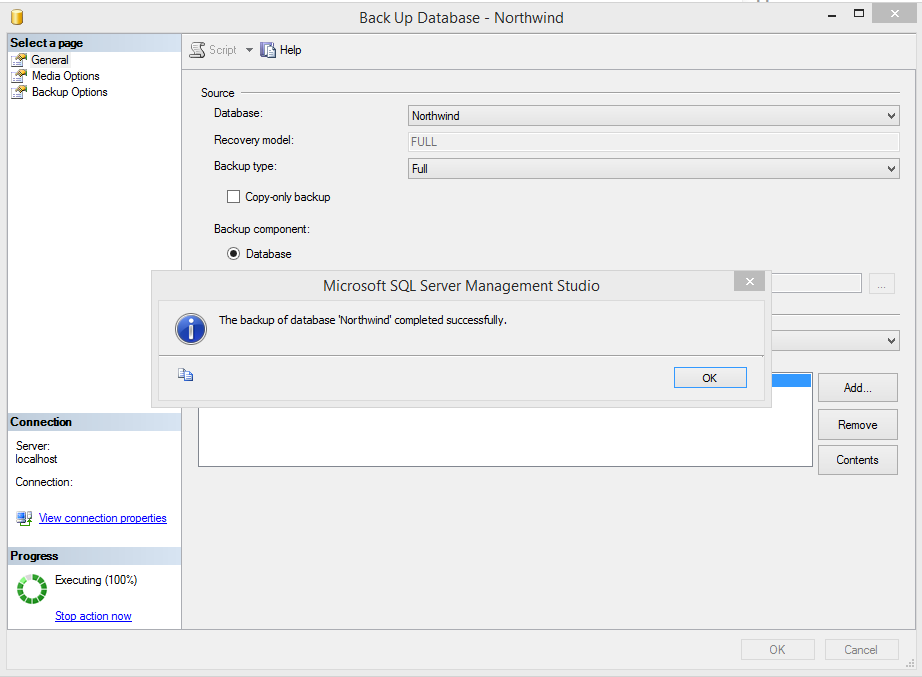 Back Up Database - Northwind
Select a page
General
Media Options
Backup Options
Script
Help
Source
Database:
Northwind
Recovery model:
FULL
Backup type:
Full
Copy-only backup
Backup component:
Database
...
Microsoft SQL Server Management Studio
The backup of database 'Northwind' completed successfully.
OK
Add...
Remove
Contents
Connection
Server:
localhost
Connection:
View connection properties
Progress
Executing (100%)
Stop action now
OK
Cancel